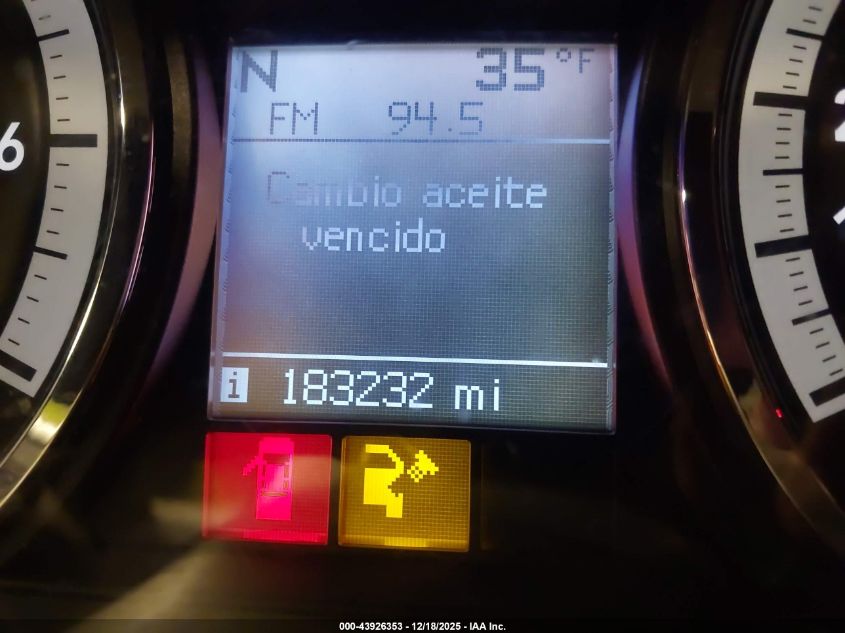 N 35°F
FM 94.5
Cambio aceite
vencido
6
i 183232 mi
000-43926353 - 12/18/2025 - IAA Inc.